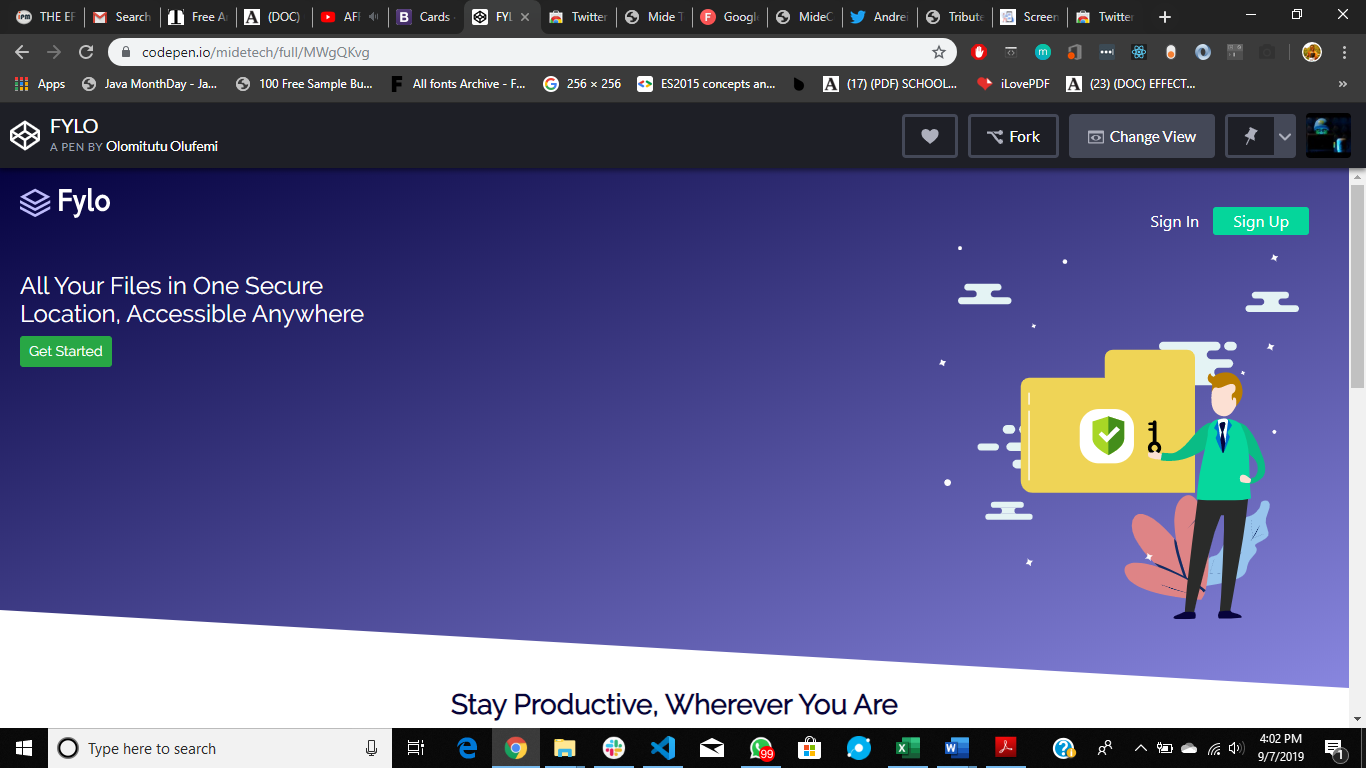 THE EF
Search
Free A
(DOC)
AFI
Cards -
FYL
Twitter
Mide T
Googl
MideC
Andrei
Tribute
Screen
Twitter
codepen.io/midetech/full/MWgQKvg
Apps
Java MonthDay - Ja...
100 Free Sample Bu...
All fonts Archive - F...
256 × 256
ES2015 concepts an...
(17) (PDF) SCHOOL...
iLovePDF
(23) (DOC) EFFECT...
FYLO
A PEN BY Olomitutu Olufemi
Fork
Change View
Fylo
Sign In
Sign Up
All Your Files in One Secure
Location, Accessible Anywhere
Get Started
Stay Productive, Wherever You Are
Type here to search
99
4:02 PM
9/7/2019
1